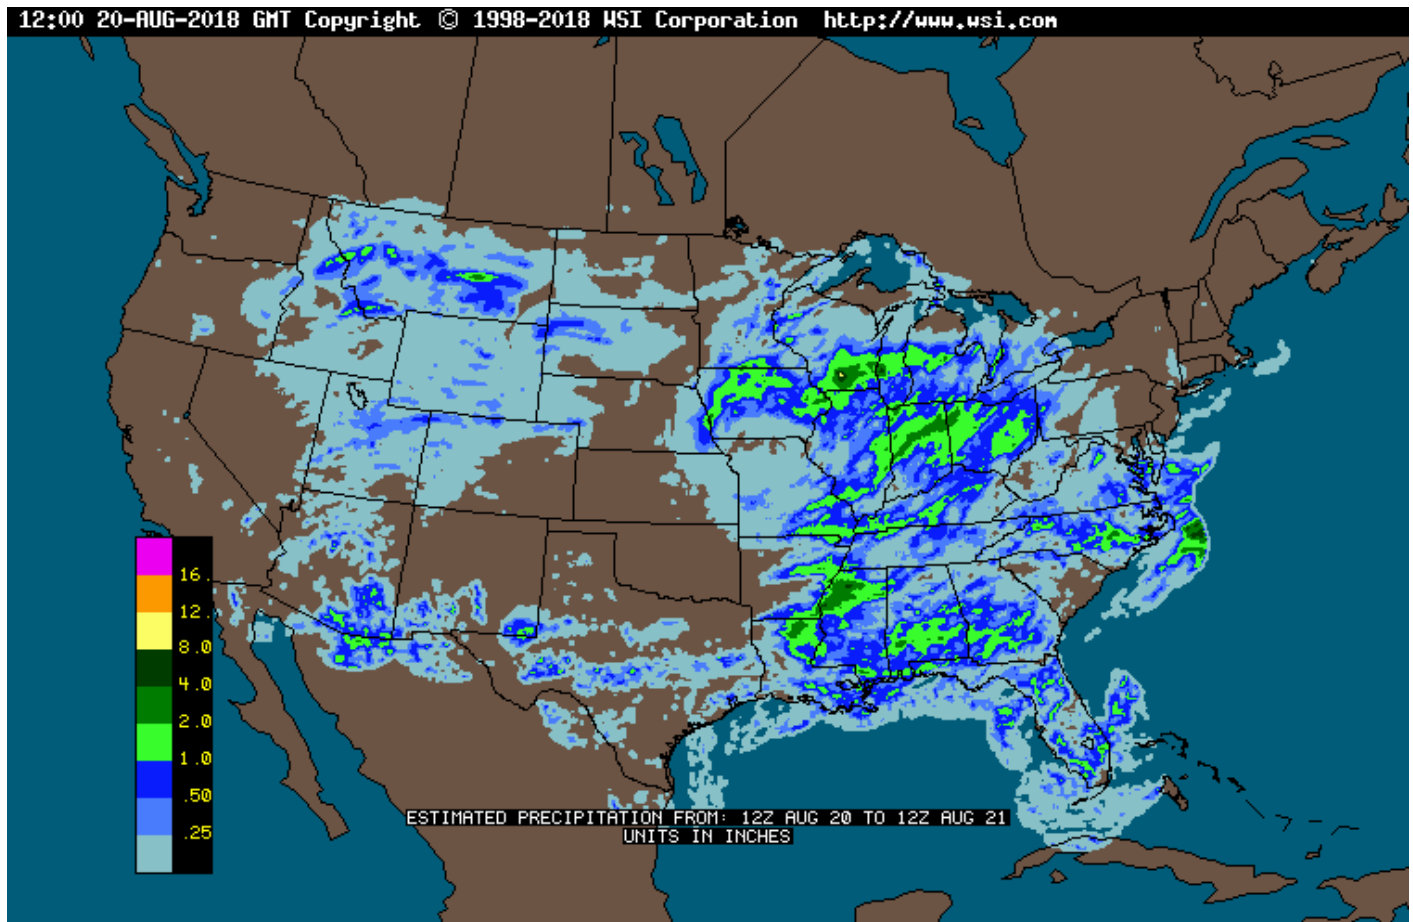 12:00 20-AUG-2018 GMT Copyright © 1998-2018 WSI Corporation http://www.wsi.com
16.
12.
8.0
4.0
2.0
1.0
.50
.25
ESTIMATED PRECIPITATION FROM: 12Z AUG 20 TO 12Z AUG 21
UNITS IN INCHES